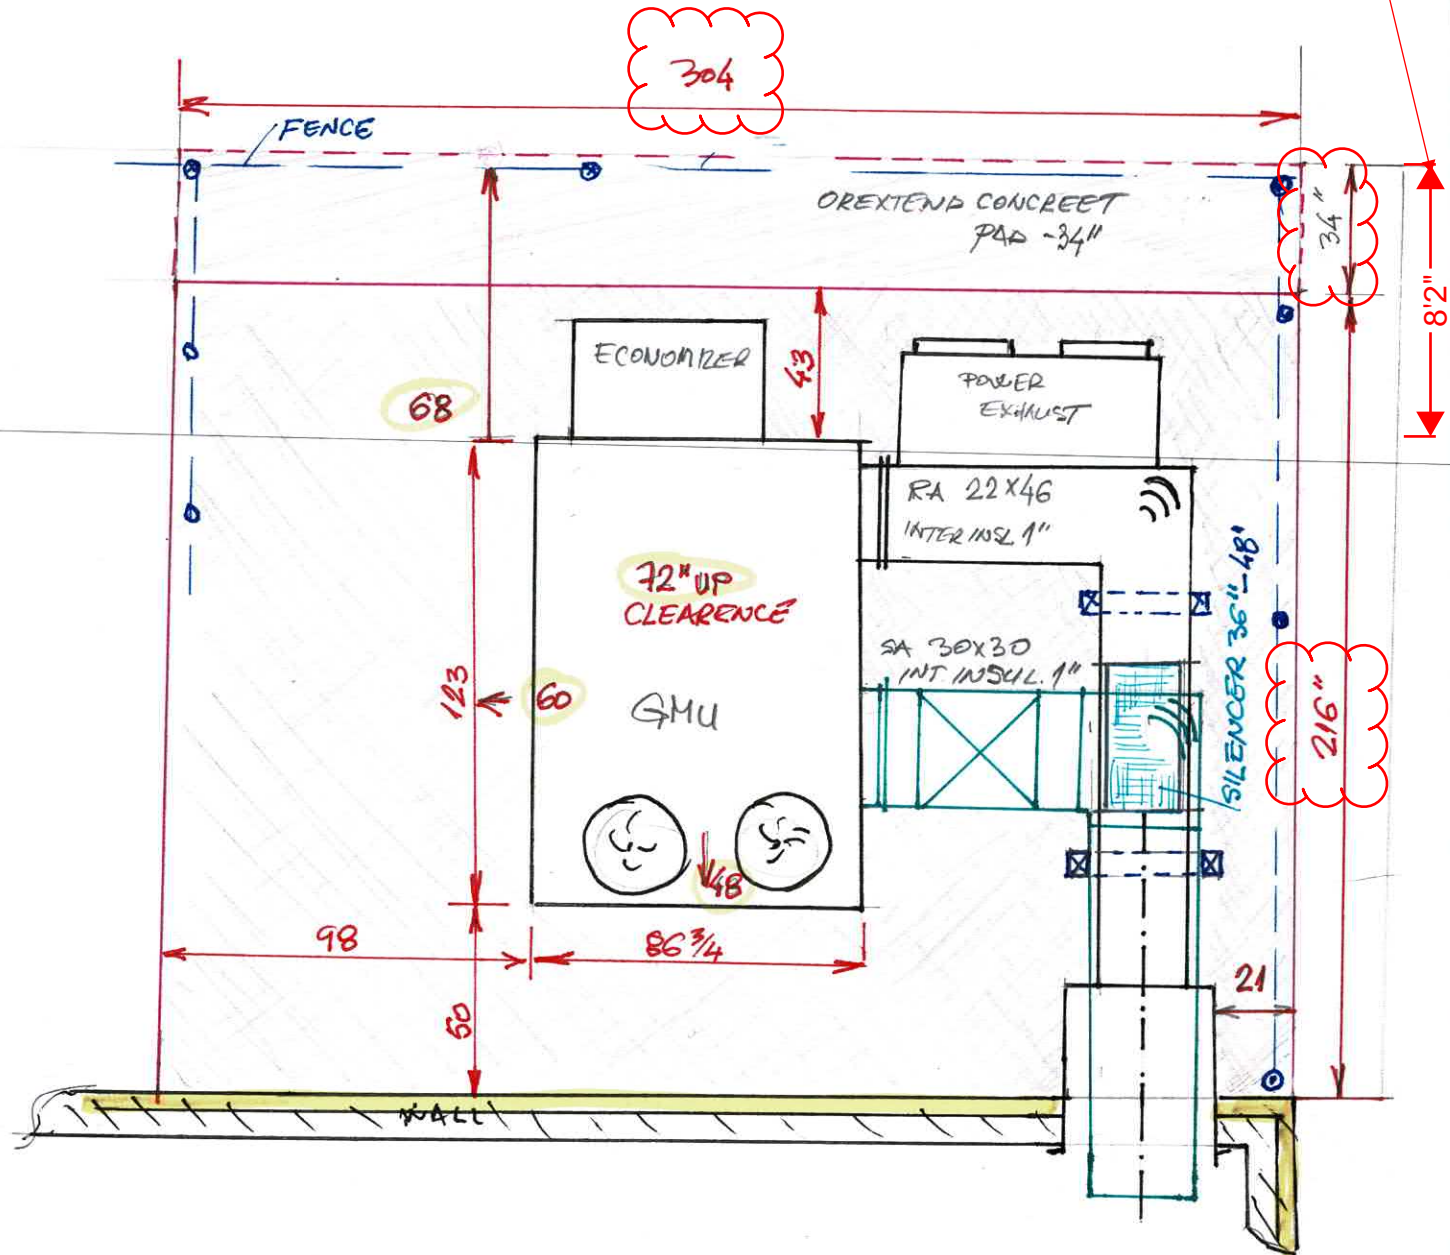 304
FENCE
OREXTEND CONCREET
PAD -34"
34"
8'2"
ECONOMIZER
43
POWER
EXHAUST
68
RA 22X46
INTER INSL 1"
72" UP
CLEARENCE
SILENCER 36"-48"
SA 30X30
INT INSUL. 1"
123
60
GMU
216"
48
98
86 3/4
21
50
WALL